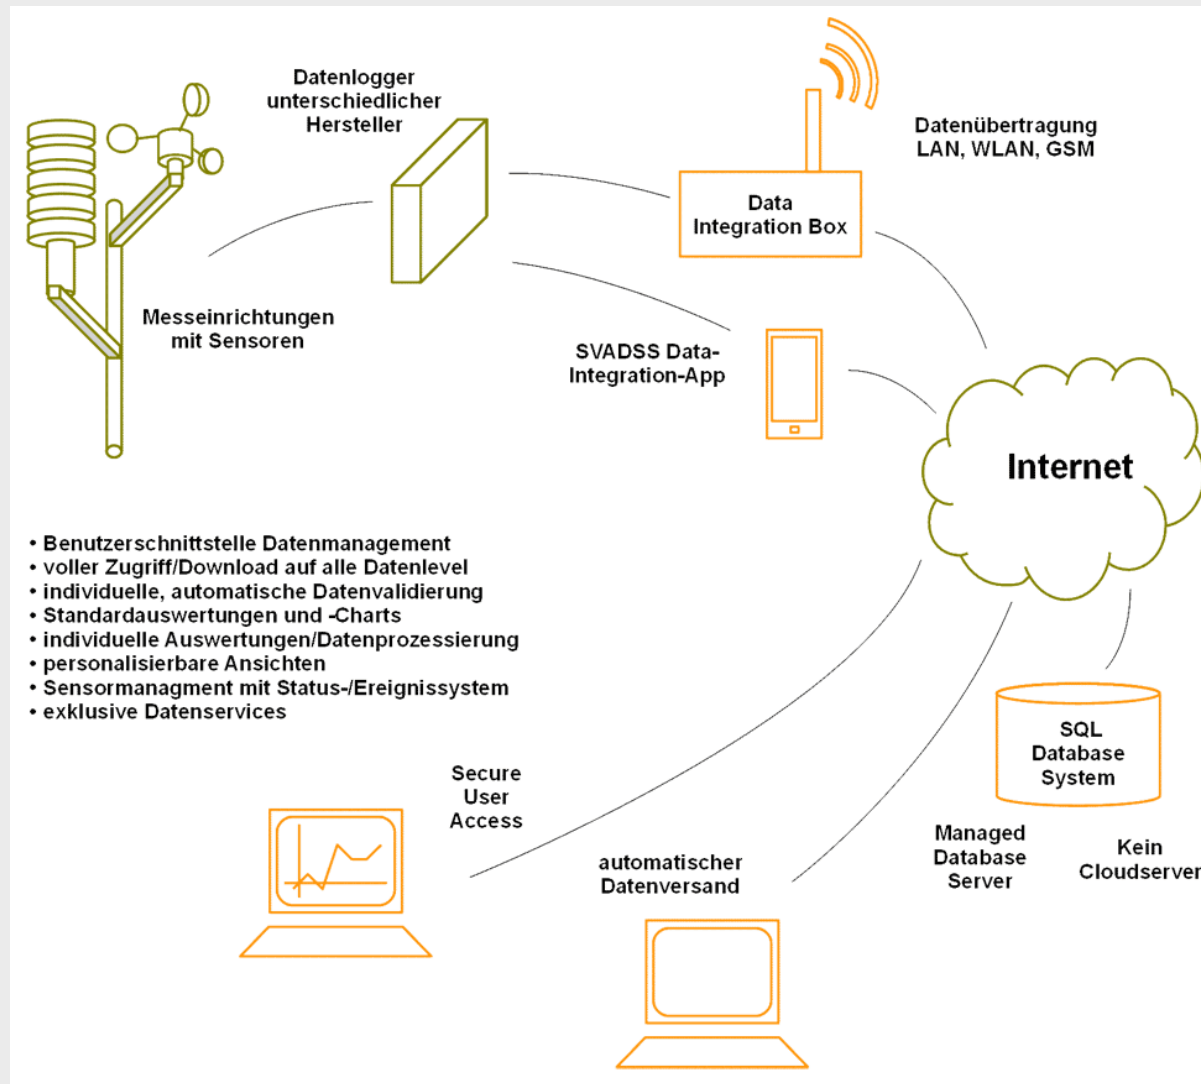 Datenlogger
unterschiedlicher
Hersteller
Datenübertragung
LAN, WLAN, GSM
Data
Integration Box
Messeinrichtungen
mit Sensoren
SVADSS Data-
Integration-App
Internet
• Benutzerschnittstelle Datenmanagement
• voller Zugriff/Download auf alle Datenlevel
• individuelle, automatische Datenvalidierung
• Standardauswertungen und -Charts
• individuelle Auswertungen/Datenprozessierung
• personalisierbare Ansichten
• Sensormanagment mit Status-/Ereignissystem
• exklusive Datenservices
SQL
Database
System
Secure
User
Access
Managed
Database
Server
Kein
Cloudserver
automatischer
Datenversand